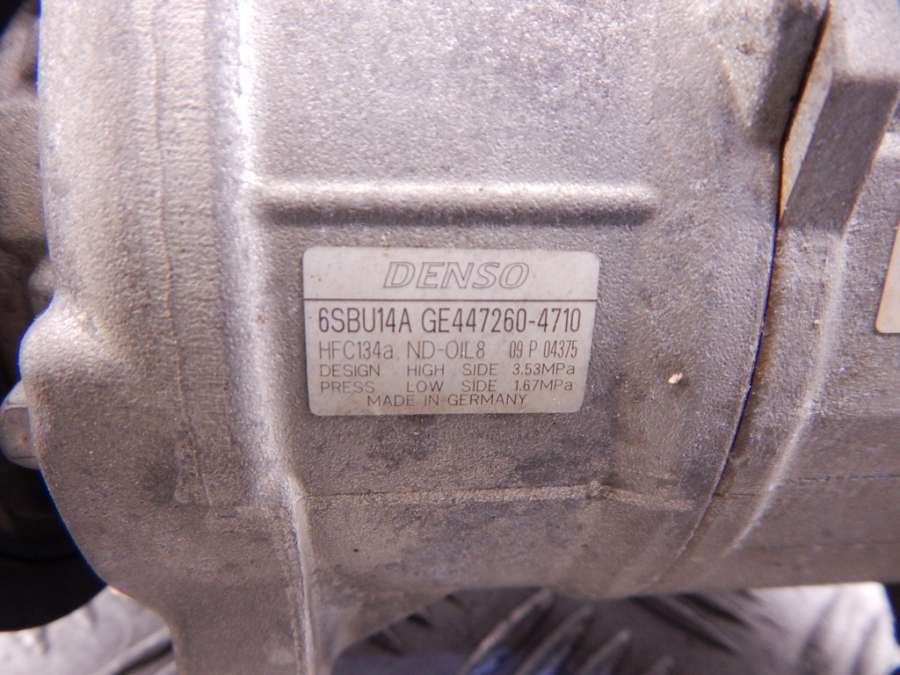 DENSO
6SBU14A GE447260-4710
HFC134a ND-OIL8 09 P 04375
DESIGN HIGH SIDE 3.53MPa
PRESS LOW SIDE 1.67MPa
MADE IN GERMANY